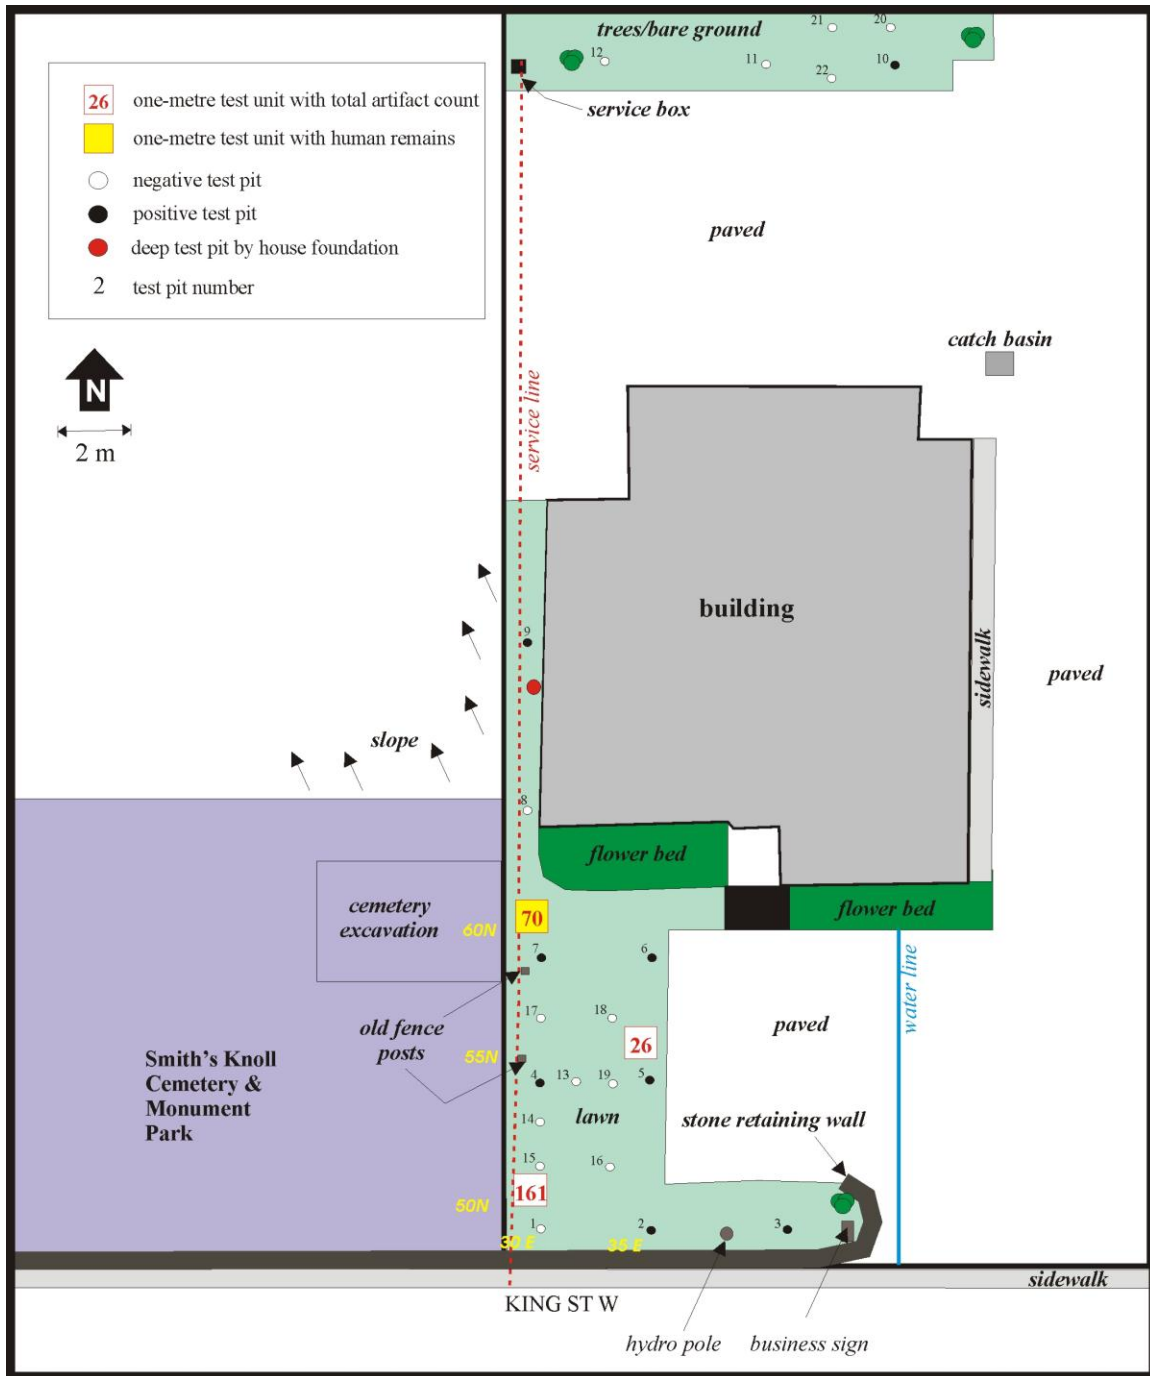 trees/bare ground
21
20
12
11
22
10
service box
26 one-metre test unit with total artifact count
one-metre test unit with human remains
negative test pit
positive test pit
deep test pit by house foundation
2 test pit number
N
2 m
paved
catch basin
service line
building
sidewalk
paved
9
slope
8
flower bed
flower bed
cemetery
excavation
60N
70
7
6
water line
old fence
posts
17
18
paved
26
55N
Smith's Knoll
Cemetery &
Monument
Park
4
13
19
5
14
lawn
stone retaining wall
15
16
161
50N
1
2
3
30 E
35 E
sidewalk
KING ST W
hydro pole
business sign